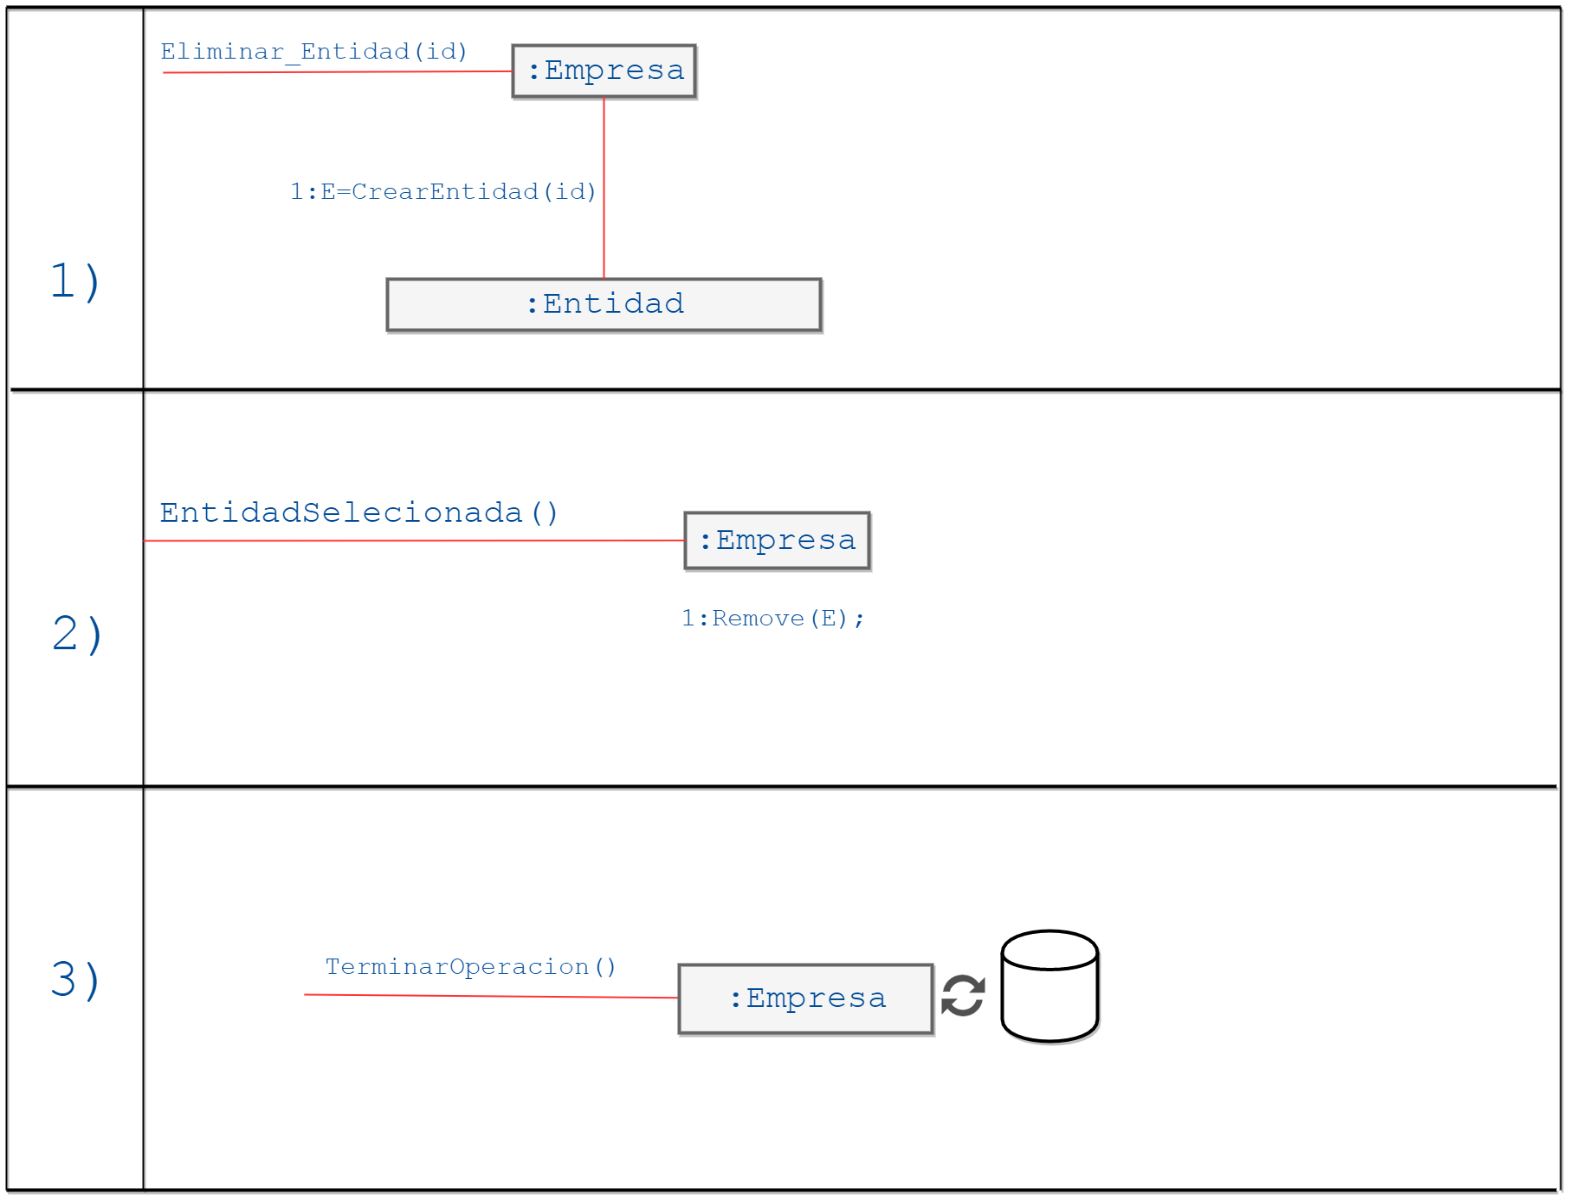 Eliminar_Entidad(id)
:Empresa
1:E=CrearEntidad(id)
1)
:Entidad
EntidadSelecionada()
:Empresa
1:Remove(E);
2)
TerminarOperacion()
3)
:Empresa